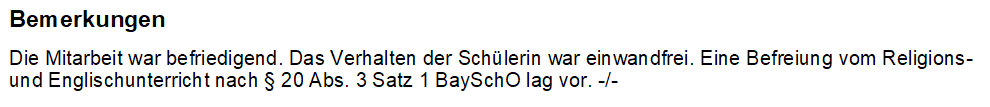 Bemerkungen
Die Mitarbeit war befriedigend. Das Verhalten der Schülerin war einwandfrei. Eine Befreiung vom Religions-
und Englischunterricht nach § 20 Abs. 3 Satz 1 BaySchO lag vor. -/-